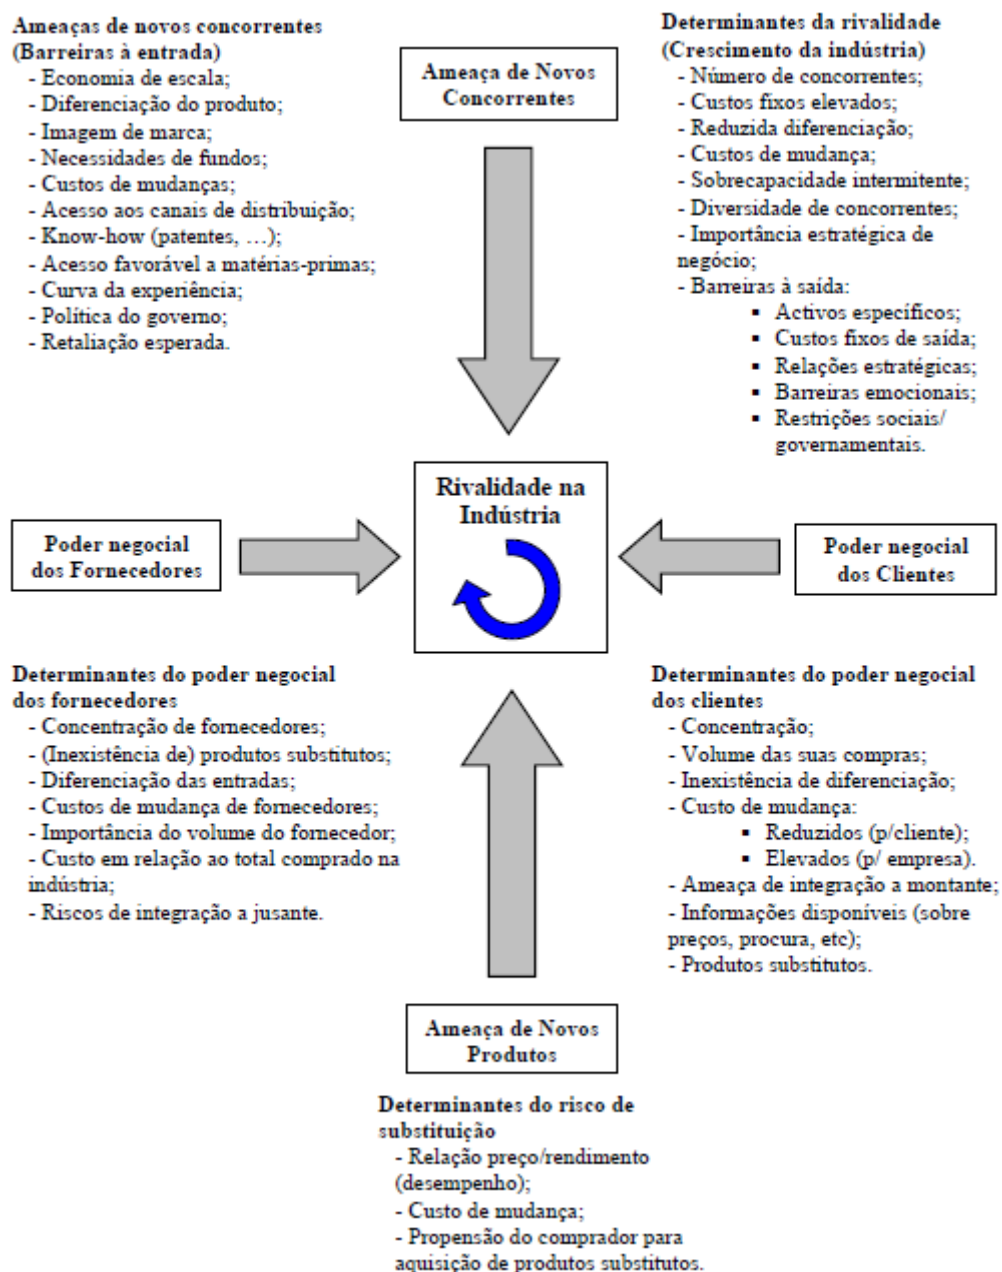 Ameaças de novos concorrentes
(Barreiras à entrada)
- Economia de escala;
- Diferenciação do produto;
- Imagem de marca;
- Necessidades de fundos;
- Custos de mudanças;
- Acesso aos canais de distribuição;
- Know-how (patentes, …);
- Acesso favorável a matérias-primas;
- Curva da experiência;
- Política do governo;
- Retaliação esperada.
Ameaça de Novos
Concorrentes
Determinantes da rivalidade
(Crescimento da indústria)
- Número de concorrentes;
- Custos fixos elevados;
- Reduzida diferenciação;
- Custos de mudança;
- Sobrecapacidade intermitente;
- Diversidade de concorrentes;
- Importância estratégica de
negócio;
- Barreiras à saída:
▪ Activos específicos;
▪ Custos fixos de saída;
▪ Relações estratégicas;
▪ Barreiras emocionais;
▪ Restrições sociais/
governamentais.
Poder negocial
dos Fornecedores
Rivalidade na
Indústria
Poder negocial
dos Clientes
Determinantes do poder negocial
dos fornecedores
- Concentração de fornecedores;
- (Inexistência de) produtos substitutos;
- Diferenciação das entradas;
- Custos de mudança de fornecedores;
- Importância do volume do fornecedor;
- Custo em relação ao total comprado na
indústria;
- Riscos de integração a jusante.
Determinantes do poder negocial
dos clientes
- Concentração;
- Volume das suas compras;
- Inexistência de diferenciação;
- Custo de mudança:
▪ Reduzidos (p/cliente);
▪ Elevados (p/ empresa).
- Ameaça de integração a montante;
- Informações disponíveis (sobre
preços, procura, etc);
- Produtos substitutos.
Ameaça de Novos
Produtos
Determinantes do risco de
substituição
- Relação preço/rendimento
(desempenho);
- Custo de mudança;
- Propensão do comprador para
aquisição de produtos substitutos.